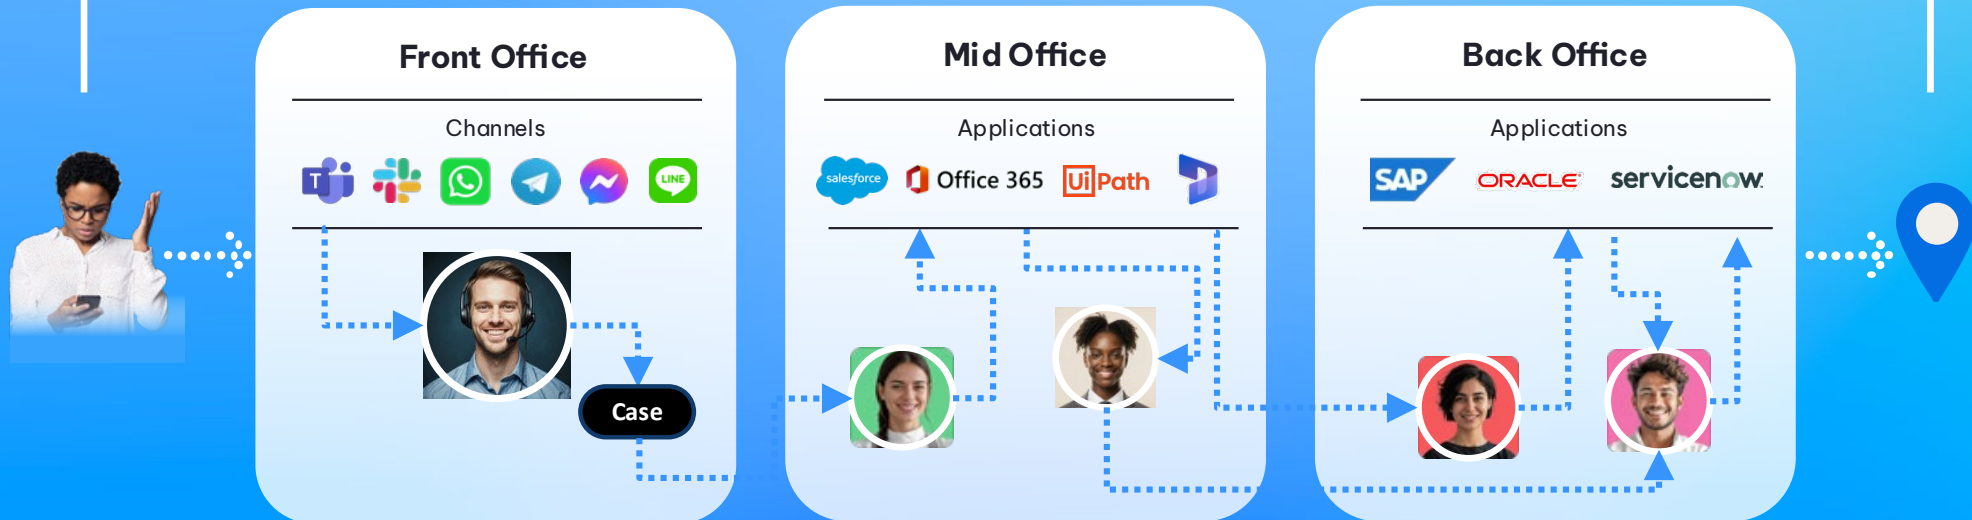 Front Office
Channels
T
LINE
Case
Mid Office
Applications
salesforce
Office 365
UiPath
Back Office
Applications
SAP
ORACLE
servicenow